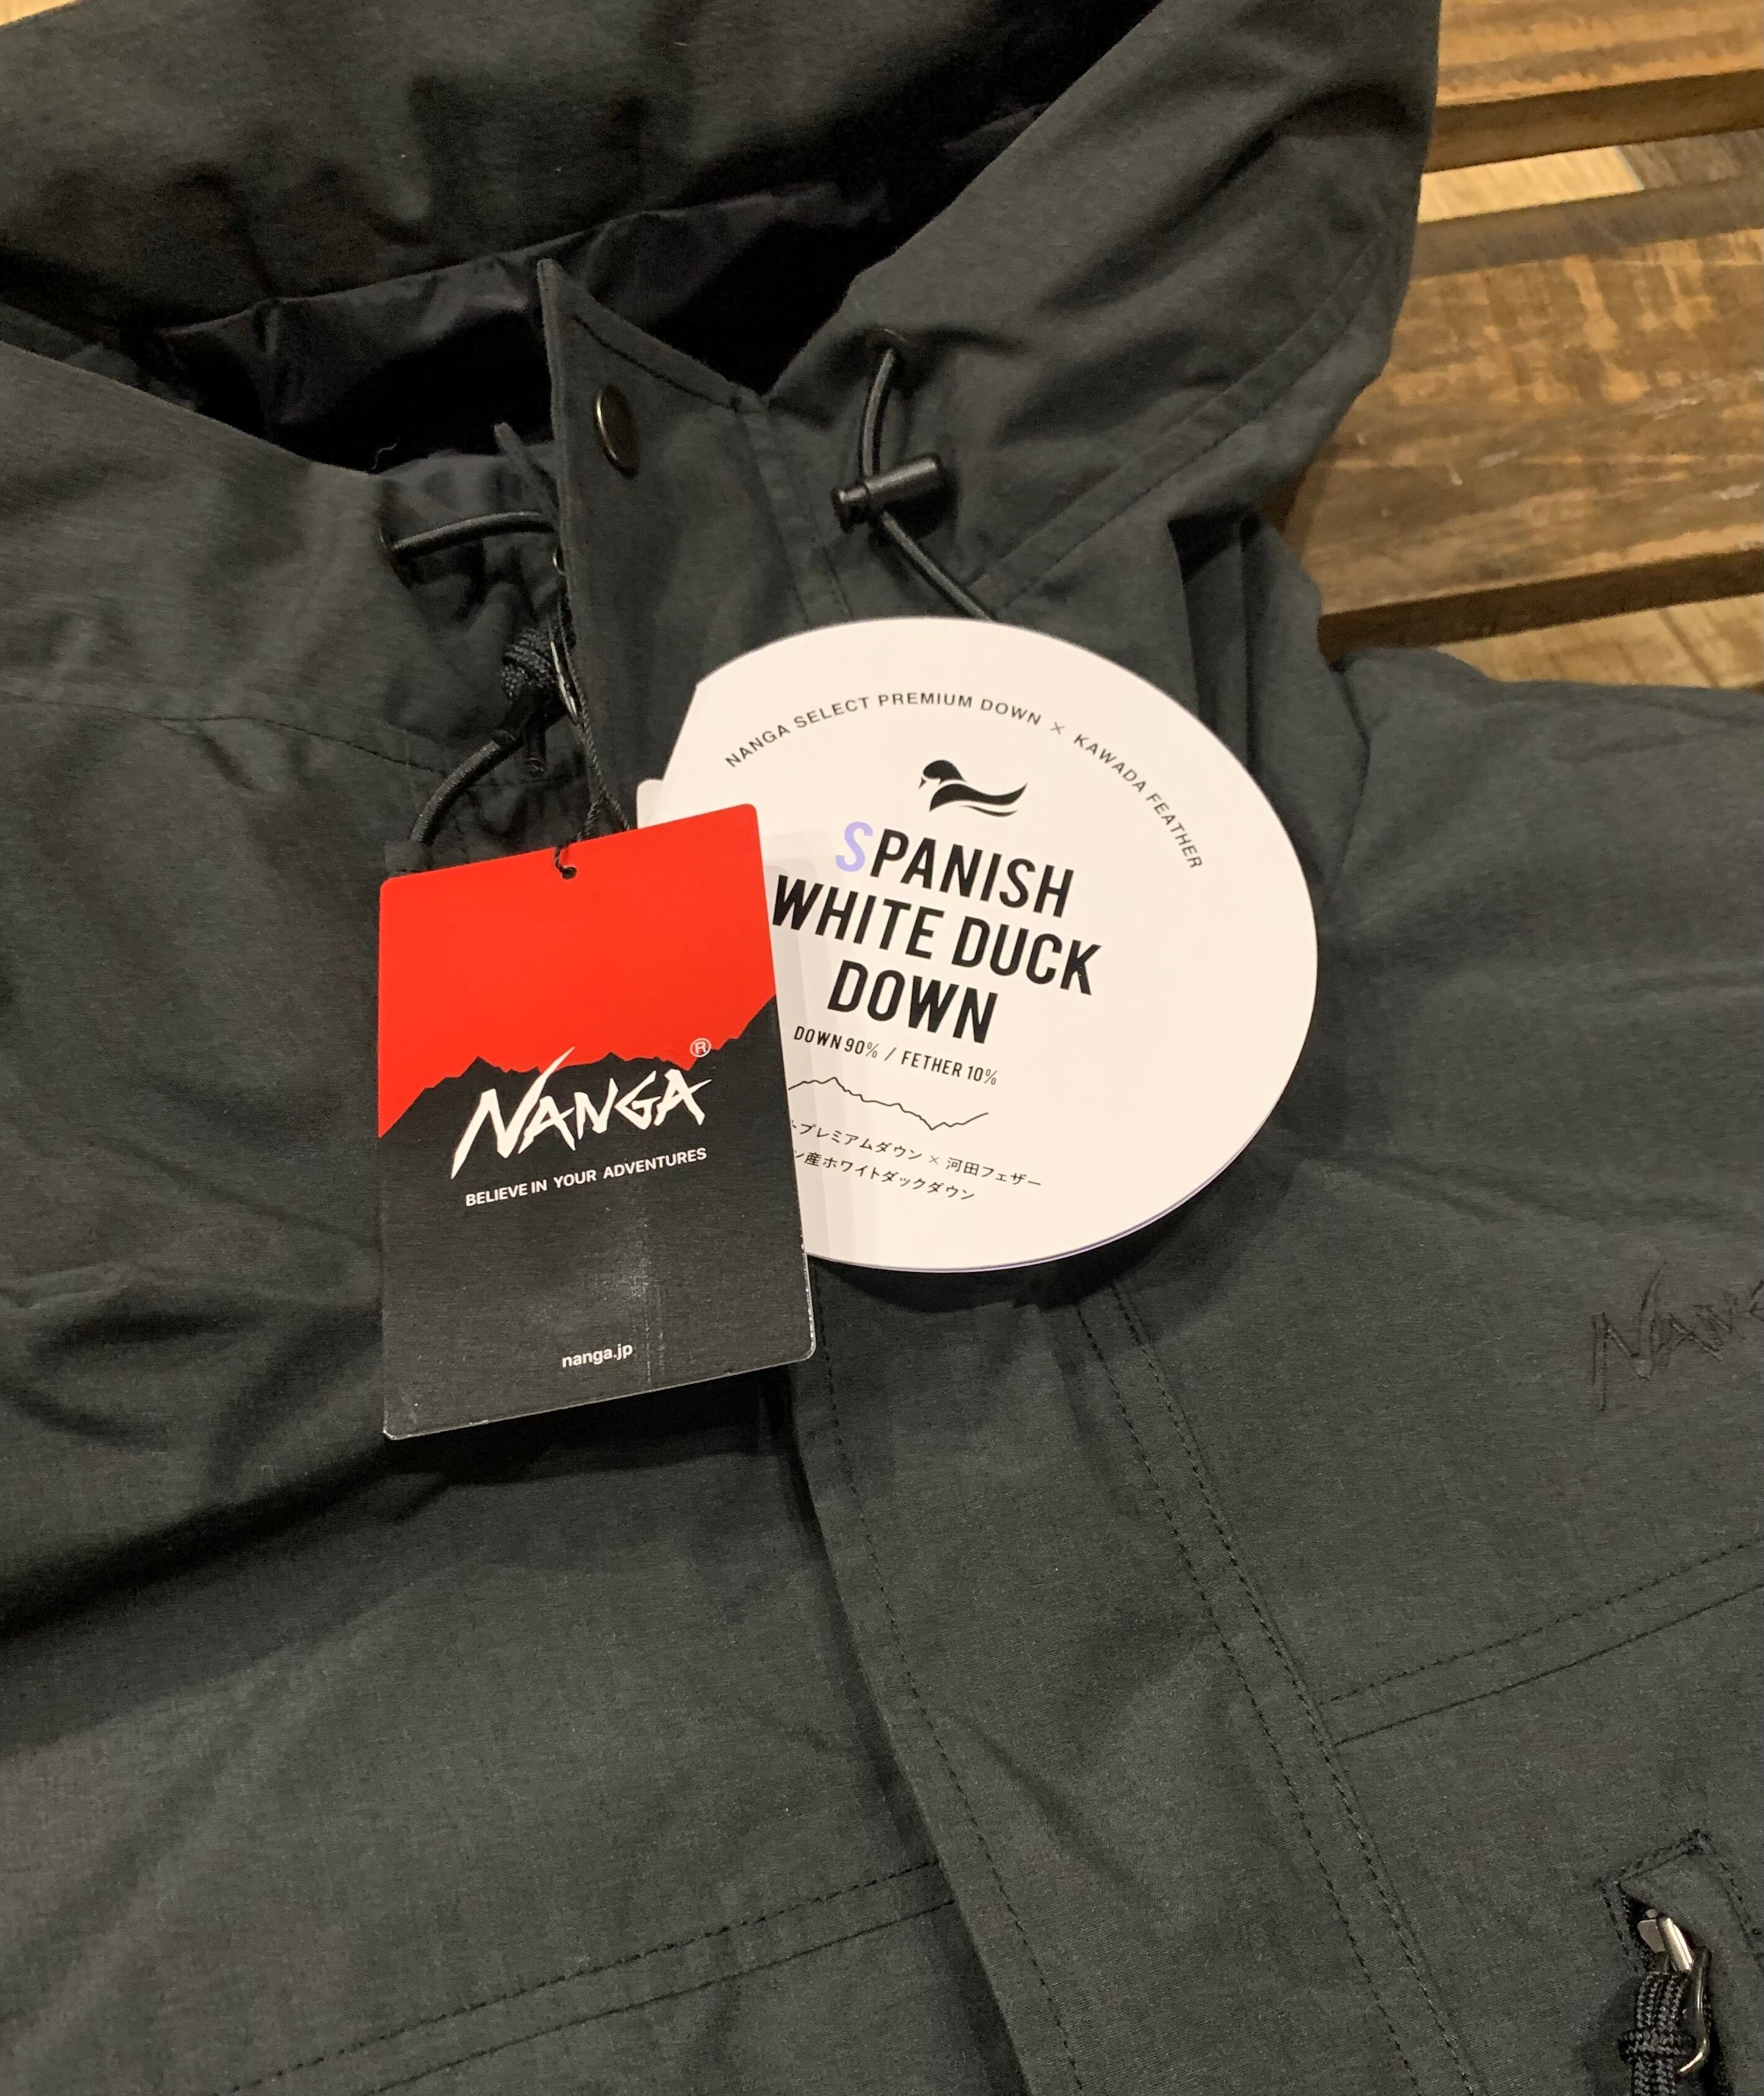 NANGA SELECT PREMIUM DOWN × KAWADA FEATHER
SPANISH
WHITE DUCK
DOWN
DOWN 90% / FETHER 10%
プレミアムダウン × 河田フェザー
ン産ホワイトダックダウン
NANGA®
BELIEVE IN YOUR ADVENTURES
nanga.jp